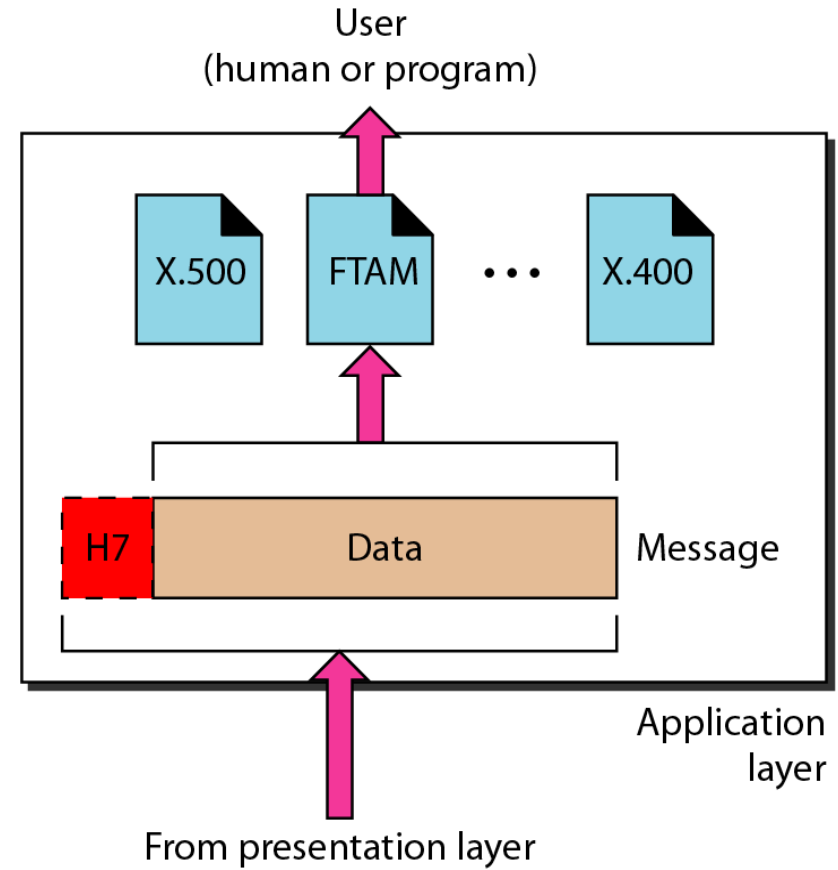 User
(human or program)
X.500
FTAM
...
X.400
H7
Data
Message
Application
layer
From presentation layer